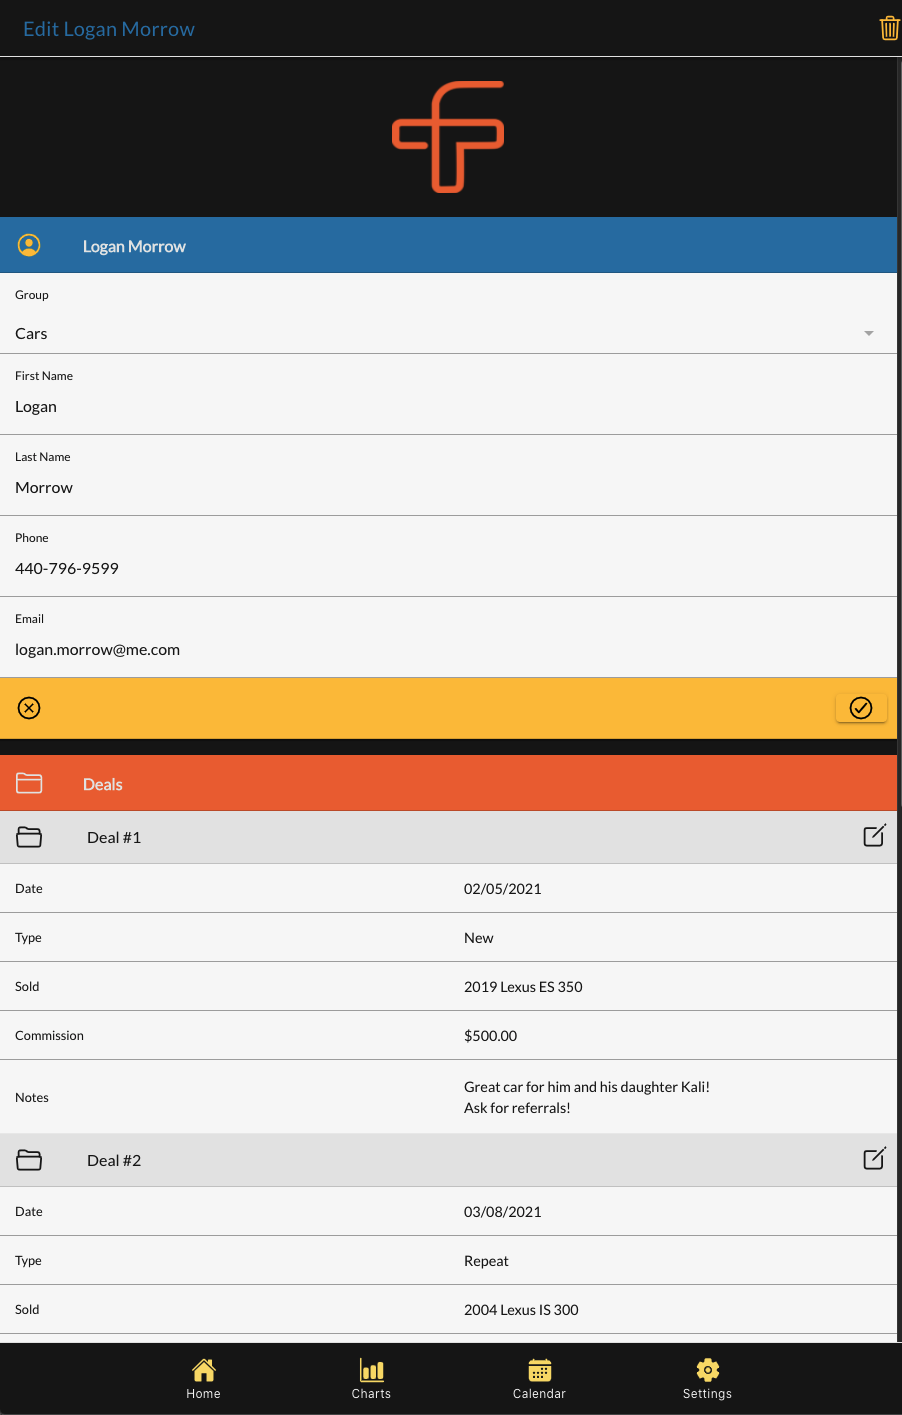 Edit Logan Morrow
Logan Morrow
Group
Cars
First Name
Logan
Last Name
Morrow
Phone
440-796-9599
Email
logan.morrow@me.com
Deals
Deal #1
Date 02/05/2021
Type New
Sold 2019 Lexus ES 350
Commission $500.00
Notes Great car for him and his daughter Kali!
Ask for referrals!
Deal #2
Date 03/08/2021
Type Repeat
Sold 2004 Lexus IS 300
Home Charts Calendar Settings